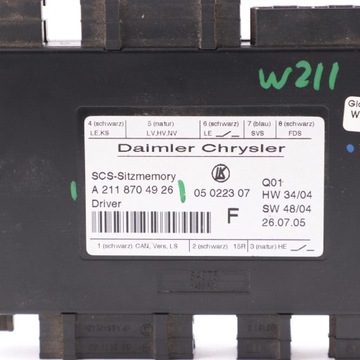 W211
4 (schwarz) 5 (natur) 6 (schwarz) 7 (blau) 8 (schwarz)
LE,KS LV,HV,NV LE SVS FDS
Daimler Chrysler
SCS-Sitzmemory LK
A 211 870 49 26 05 0223 07 Q01
Driver F HW 34/04
SW 48/04
26.07.05
1 (schwarz) CAN, Vers, LS 2 (schwarz) 15R 3 (natur) HE